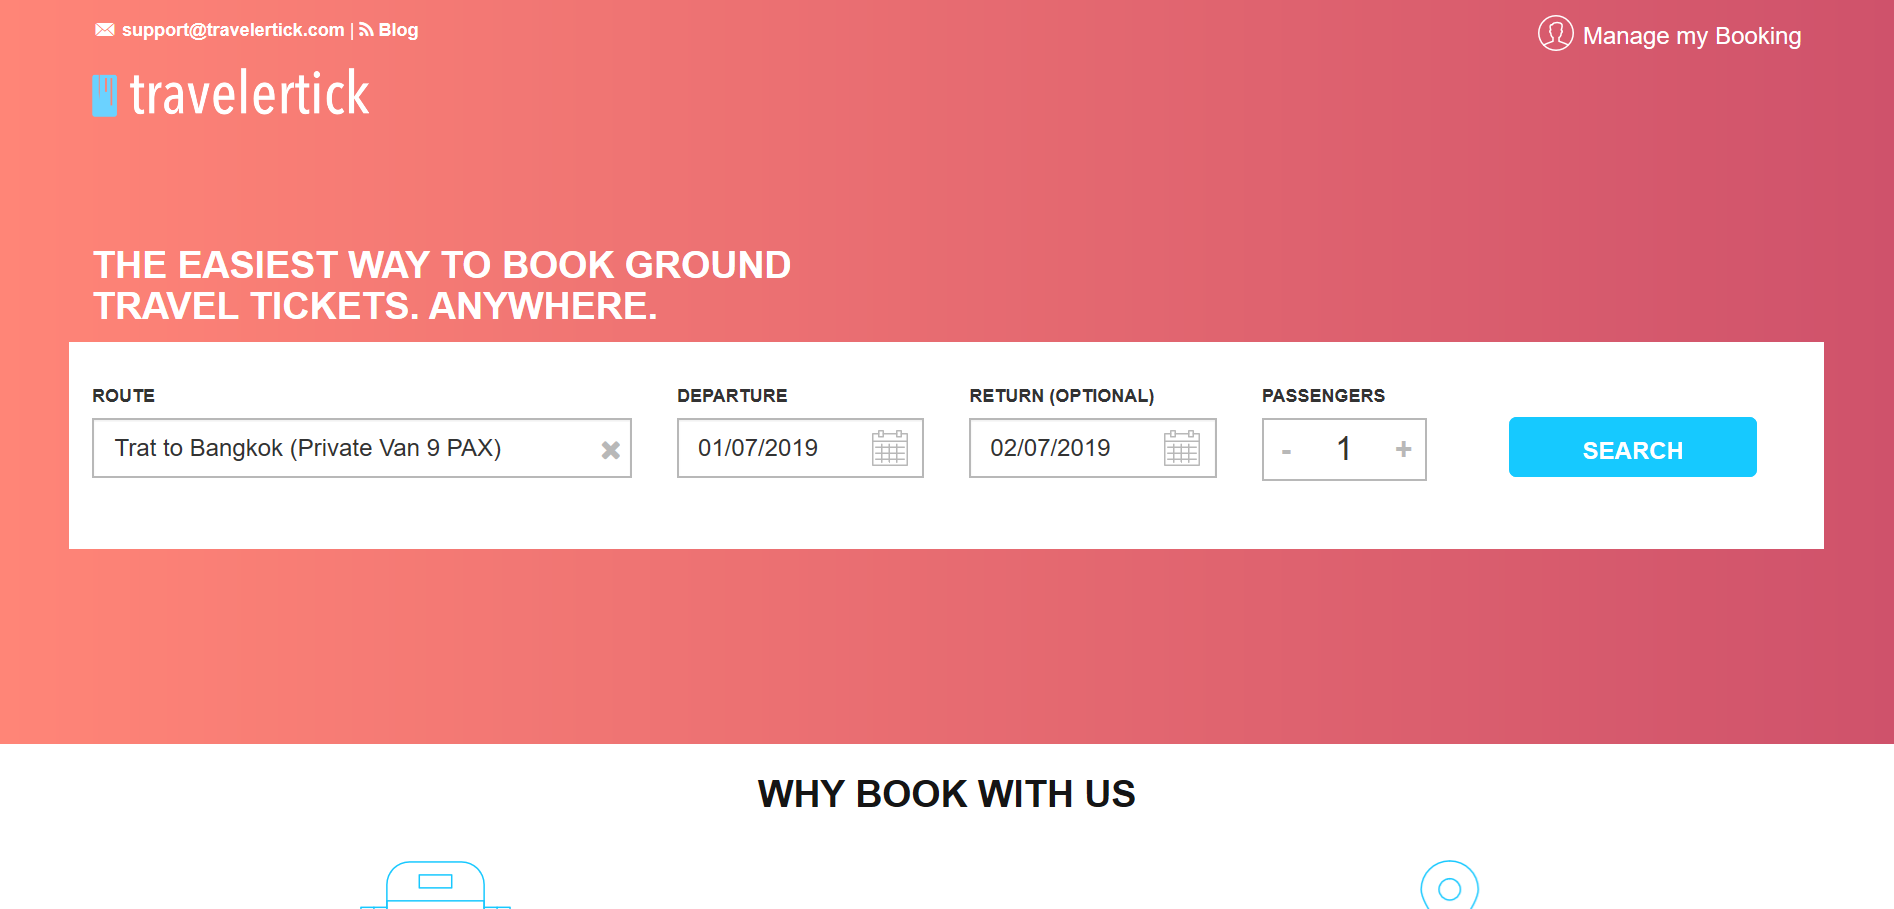 support@travelertick.com | Blog
Manage my Booking
travelertick
THE EASIEST WAY TO BOOK GROUND
TRAVEL TICKETS. ANYWHERE.
ROUTE
DEPARTURE
RETURN (OPTIONAL)
PASSENGERS
Trat to Bangkok (Private Van 9 PAX)
01/07/2019
02/07/2019
- 1 +
SEARCH
WHY BOOK WITH US